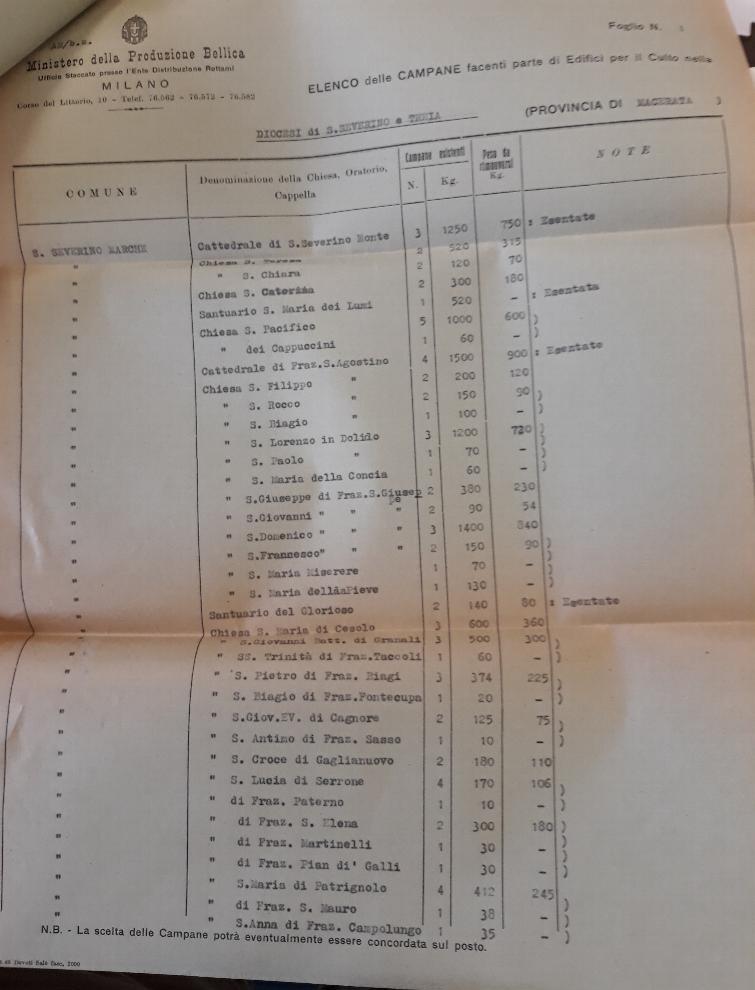 AZ/b.s.
Foglio N. 1
Ministero della Produzione Bellica
Ufficio Staccato presso l'Ente Distribuzione Rottami
MILANO
Corso del Littorio, 10 - Telef. 76.562 - 76.572 - 76.582
ELENCO delle CAMPANE facenti parte di Edifici per il Culto nella
DIOCESI di S.SEVERINO e TREIA (PROVINCIA DI MACERATA )
COMUNE Denominazione della Chiesa, Oratorio, Cappella Campane esistenti N. Kg. Peso da rimuoversi Kg. NOTE
S. SEVERINO MARCHE Cattedrale di S.Severino Monte 3 1250 750 : Esentate
" Chiesa S. Teresa 2 520 315
" " S. Chiara 2 120 70
" Chiesa S. Caterina 2 300 180
" Santuario S. Maria dei Lumi 1 520 - : Esentata
" Chiesa S. Pacifico 5 1000 600 )
" " dei Cappuccini 1 60 - )
" Cattedrale di Fraz.S.Agostino 4 1500 900 : Esentate
" Chiesa S. Filippo " 2 200 120
" " S. Rocco " 2 150 90 )
" " S. Biagio " 1 100 - )
" " S. Lorenzo in Dolido 3 1200 720 )
" " S. Paolo " 1 70 - )
" " S. Maria della Concia 1 60 - )
" " S.Giuseppe di Fraz.S.Giusep pe 2 380 230
" " S.Giovanni " " " 2 90 54
" " S.Domenico " " " 3 1400 840
" " S.Francesco" " " 2 150 90 )
" " S. Maria Miserere 1 70 - )
" " S. Maria dellaPieve 1 130 - )
" Santuario del Glorioso 2 140 80 : Esentate
" Chiesa S. Maria di Cesolo 3 600 360
" " S.Giovanni Batt. di Granali 3 500 300 )
" " SS. Trinità di Fraz.Taccoli 1 60 - )
" " S. Pietro di Fraz. Biagi 3 374 225 )
" " S. Biagio di Fraz.Fontecupa 1 20 - )
" " S.Giov.EV. di Cagnore 2 125 75 )
" " S. Antimo di Fraz. Sasso 1 10 - )
" " S. Croce di Gaglianuovo 2 180 110
" " S. Lucia di Serrone 4 170 106 )
" " di Fraz. Paterno 1 10 - )
" " di Fraz. S. Elena 2 300 180 )
" " di Fraz. Martinelli 1 30 - )
" " di Fraz. Pian di' Galli 1 30 - )
" " S.Maria di Patrignolo 4 412 245
" " di Fraz. S. Mauro 1 38 - )
" " S.Anna di Fraz. Campolungo 1 35 - )
N.B. - La scelta delle Campane potrà eventualmente essere concordata sul posto.